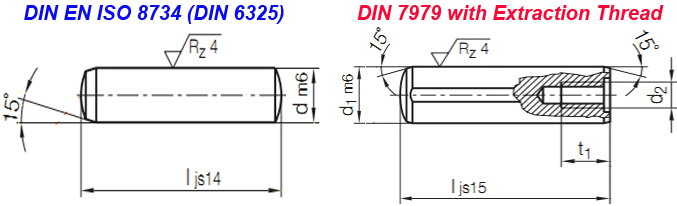 DIN EN ISO 8734 (DIN 6325)
DIN 7979 with Extraction Thread
Rz 4
15°
d m6
l js14
15°
Rz 4
15°
d1 m6
d2
t1
l js15